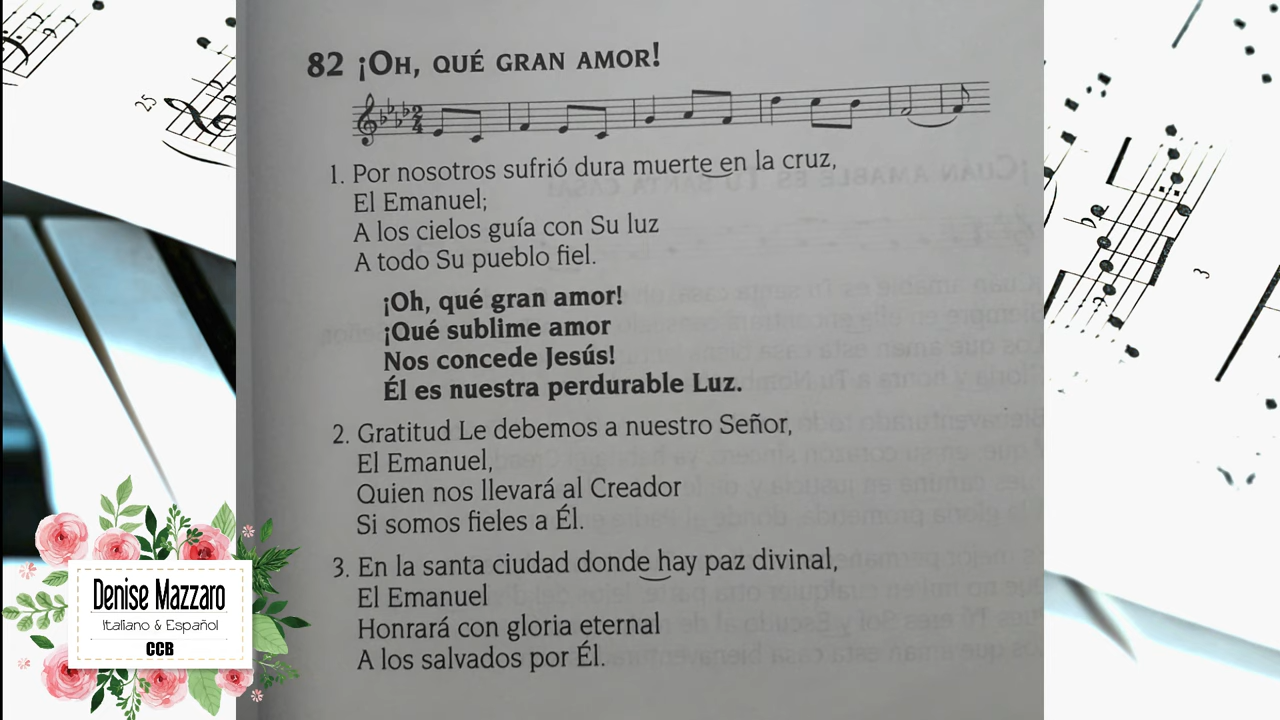 82 ¡OH, QUÉ GRAN AMOR!
1. Por nosotros sufrió dura muerte en la cruz,
El Emanuel;
A los cielos guía con Su luz
A todo Su pueblo fiel.
¡Oh, qué gran amor!
¡Qué sublime amor
Nos concede Jesús!
Él es nuestra perdurable Luz.
2. Gratitud Le debemos a nuestro Señor,
El Emanuel,
Quien nos llevará al Creador
Si somos fieles a Él.
3. En la santa ciudad donde hay paz divinal,
El Emanuel
Honrará con gloria eternal
A los salvados por Él.
Denise Mazzaro
Italiano & Español
CCB
25
3